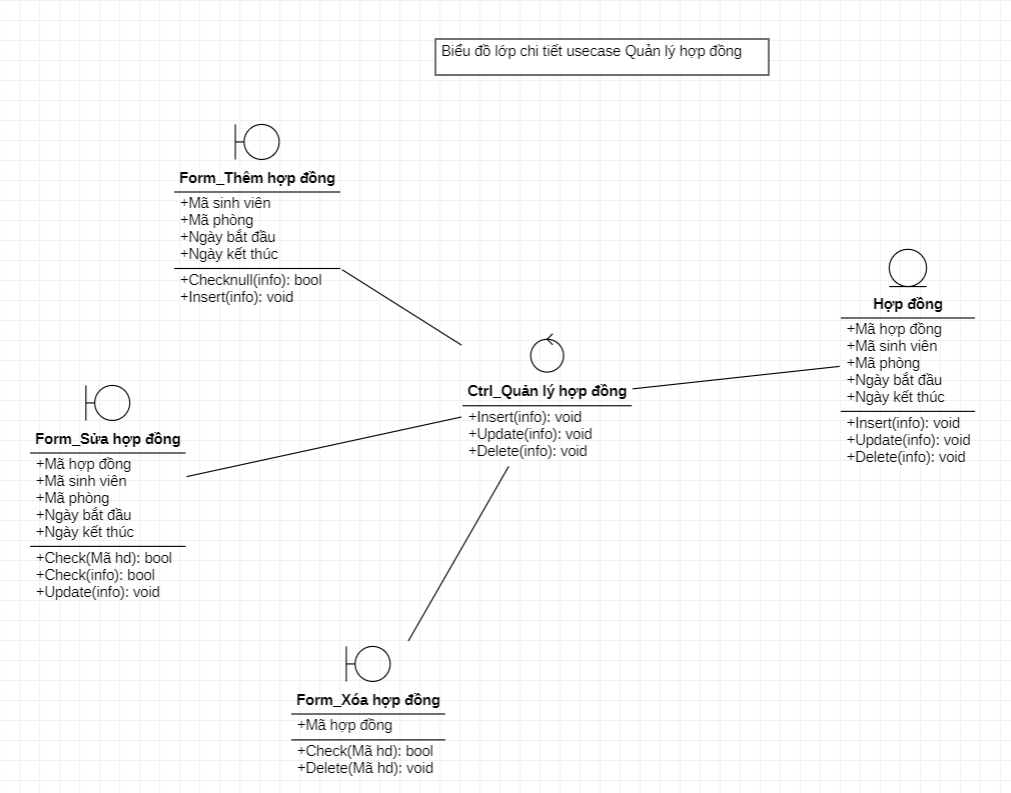 Biểu đồ lớp chi tiết usecase Quản lý hợp đồng
Form_Thêm hợp đồng
+Mã sinh viên
+Mã phòng
+Ngày bắt đầu
+Ngày kết thúc
+Checknull(info): bool
+Insert(info): void
Hợp đồng
+Mã hợp đồng
+Mã sinh viên
+Mã phòng
+Ngày bắt đầu
+Ngày kết thúc
+Insert(info): void
+Update(info): void
+Delete(info): void
Ctrl_Quản lý hợp đồng
+Insert(info): void
+Update(info): void
+Delete(info): void
Form_Sửa hợp đồng
+Mã hợp đồng
+Mã sinh viên
+Mã phòng
+Ngày bắt đầu
+Ngày kết thúc
+Check(Mã hd): bool
+Check(info): bool
+Update(info): void
Form_Xóa hợp đồng
+Mã hợp đồng
+Check(Mã hd): bool
+Delete(Mã hd): void